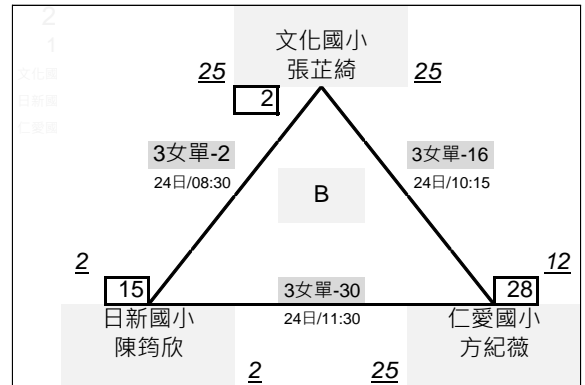 2
1
文化國
日新國
仁愛國
文化國小
張芷綺
25
25
2
3女單-2
24日/08:30
3女單-16
24日/10:15
B
2
12
15
3女單-30
28
日新國小
陳筠欣
24日/11:30
仁愛國小
方紀薇
2
25